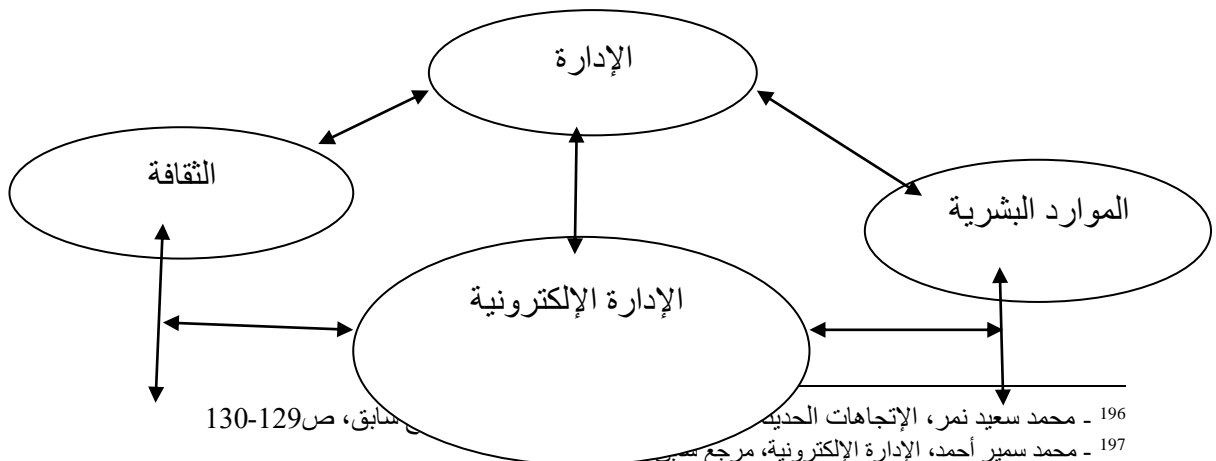 الإدارة
الثقافة
الموارد البشرية
الإدارة الإلكترونية
196 - محمد سعيد نمر، الإتجاهات سابق، ص129-130
197 - محمد سمير أحمد، الإدارة الإلكترونية، مرجع